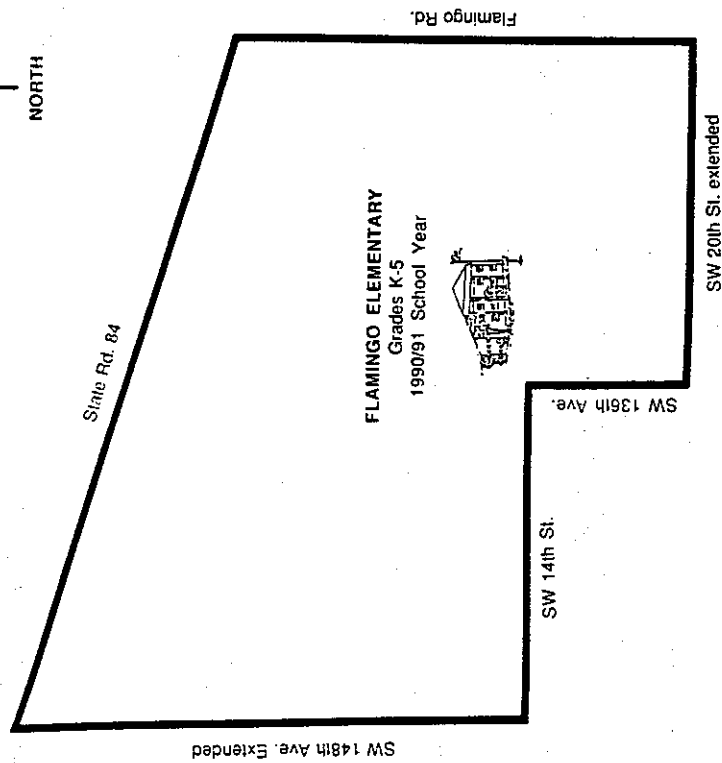 NORTH
Flamingo Rd.
State Rd. 84
FLAMINGO ELEMENTARY
Grades K-5
1990/91 School Year
SW 136th Ave.
SW 14th St.
SW 20th St. extended
SW 148th Ave. Extended